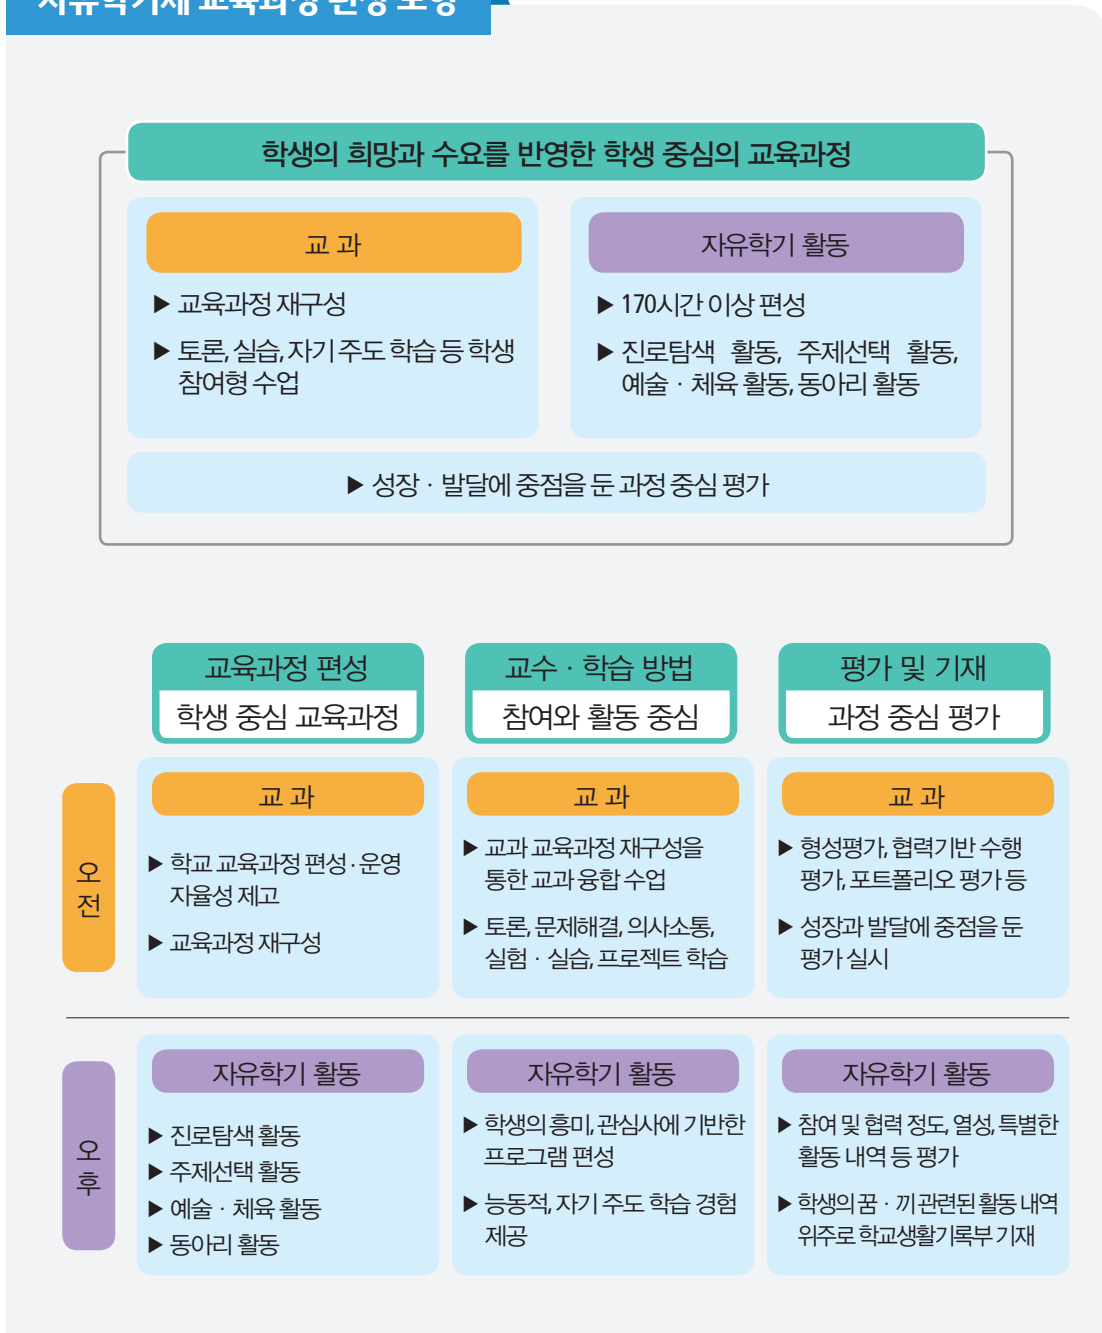 자유학기제 교육과정 편성 모형
학생의 희망과 수요를 반영한 학생 중심의 교육과정
교 과
▶ 교육과정 재구성
▶ 토론, 실습, 자기 주도 학습 등 학생
참여형 수업
자유학기 활동
▶ 170시간 이상 편성
▶ 진로탐색 활동, 주제선택 활동,
예술 · 체육 활동, 동아리 활동
▶ 성장 · 발달에 중점을 둔 과정 중심 평가
교육과정 편성
학생 중심 교육과정
교수 · 학습 방법
참여와 활동 중심
평가 및 기재
과정 중심 평가
오전
교 과
▶ 학교 교육과정 편성 · 운영
자율성 제고
▶ 교육과정 재구성
교 과
▶ 교과 교육과정 재구성을
통한 교과 융합 수업
▶ 토론, 문제해결, 의사소통,
실험 · 실습, 프로젝트 학습
교 과
▶ 형성평가, 협력기반 수행
평가, 포트폴리오 평가 등
▶ 성장과 발달에 중점을 둔
평가 실시
오후
자유학기 활동
▶ 진로탐색 활동
▶ 주제선택 활동
▶ 예술 · 체육 활동
▶ 동아리 활동
자유학기 활동
▶ 학생의 흥미, 관심사에 기반한
프로그램 편성
▶ 능동적, 자기 주도 학습 경험
제공
자유학기 활동
▶ 참여 및 협력 정도, 열성, 특별한
활동 내역 등 평가
▶ 학생의 꿈 · 끼 관련된 활동 내역
위주로 학교생활기록부 기재